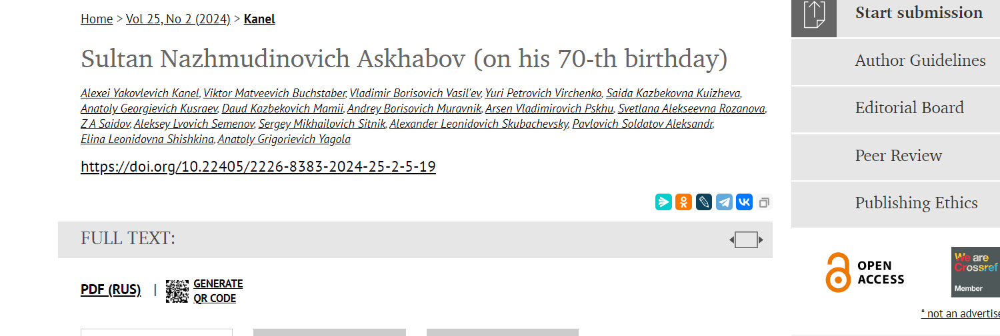 Home > Vol 25, No 2 (2024) > Kanel
Sultan Nazhmudinovich Askhabov (on his 70-th birthday)
Alexei Yakovlevich Kanel, Viktor Matveevich Buchstaber, Vladimir Borisovich Vasil'ev, Yuri Petrovich Virchenko, Saida Kazbekovna Kuizheva,
Anatoly Georgievich Kusraev, Daud Kazbekovich Mamii, Andrey Borisovich Muravnik, Arsen Vladimirovich Pskhu, Svetlana Alekseevna Rozanova,
Z A Saidov, Aleksey Lvovich Semenov, Sergey Mikhailovich Sitnik, Alexander Leonidovich Skubachevsky, Pavlovich Soldatov Aleksandr,
Elina Leonidovna Shishkina, Anatoly Grigorievich Yagola
https://doi.org/10.22405/2226-8383-2024-25-2-5-19
FULL TEXT:
PDF (RUS) | GENERATE
QR CODE
Start submission
Author Guidelines
Editorial Board
Peer Review
Publishing Ethics
OPEN
ACCESS
We are
Crossref
Member
* not an advertise